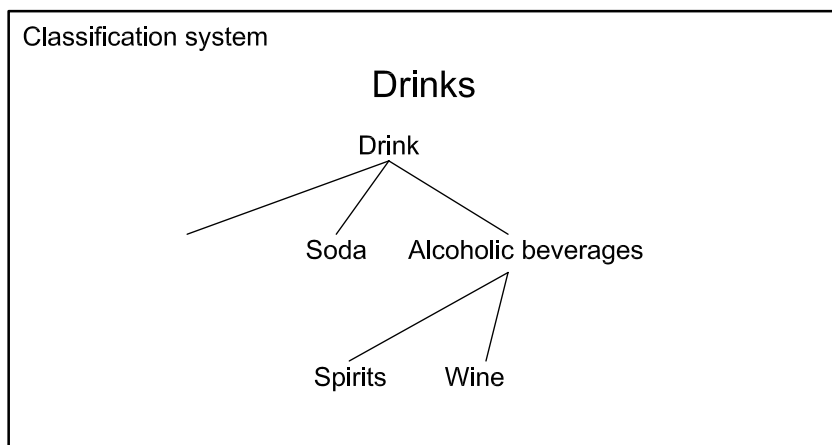 Classification system
Drinks
Drink
Soda
Alcoholic beverages
Spirits
Wine